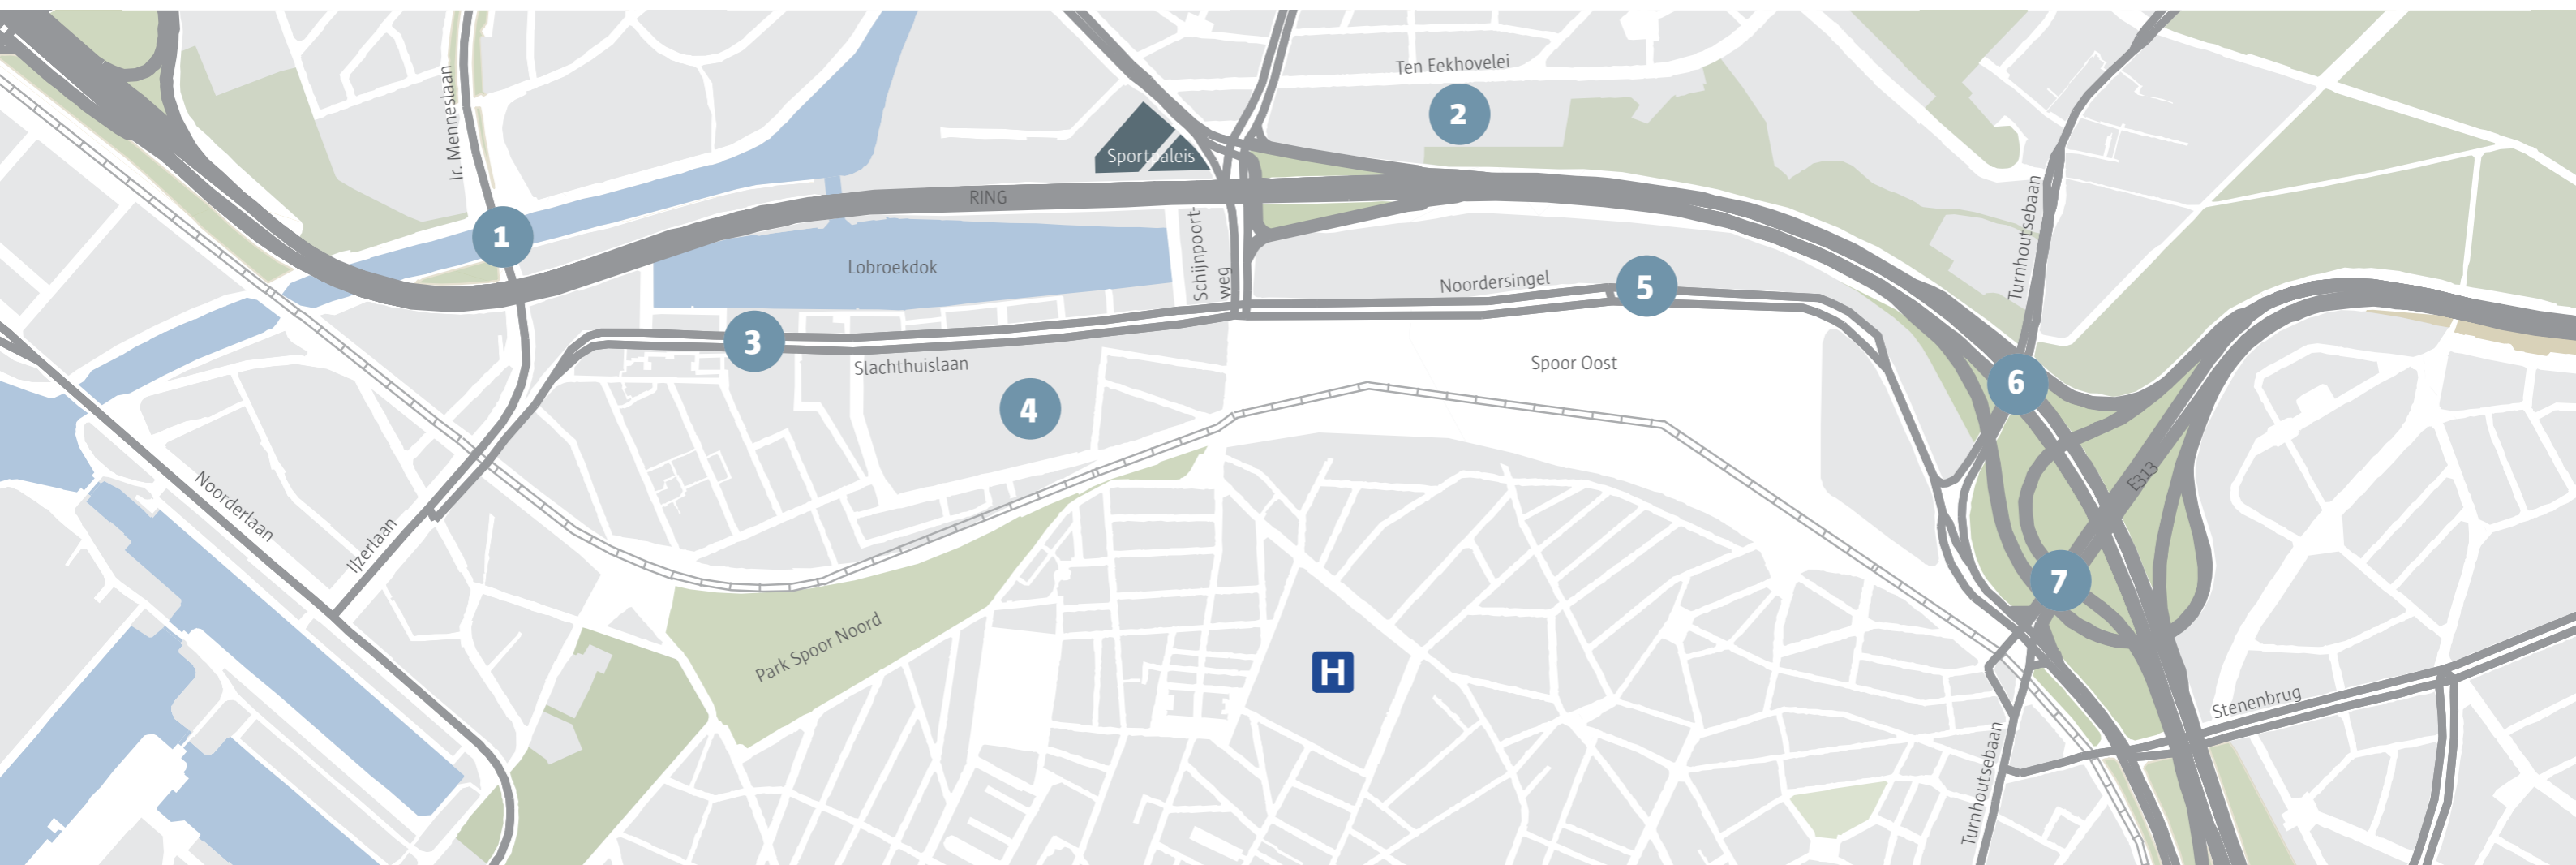 Ir. Menneslaan
Ten Eekhovelei
2
Sportpaleis
RING
1
Lobroekdok
Schijnpoort-
weg
Noordersingel
5
Turnhoutsebaan
3
Slachthuislaan
Spoor Oost
6
4
E313
Noorderlaan
IJzerlaan
7
Park Spoor Noord
H
Stenenbrug
Turnhoutsebaan